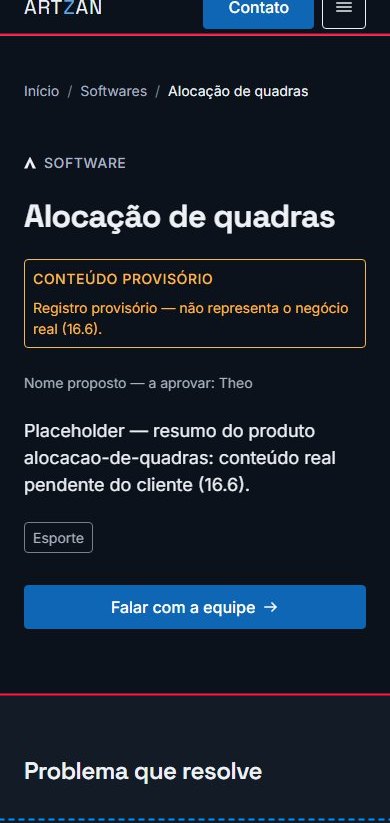 ARTZAN
Contato
Início / Softwares / Alocação de quadras
SOFTWARE
Alocação de quadras
CONTEÚDO PROVISÓRIO
Registro provisório — não representa o negócio
real (16.6).
Nome proposto — a aprovar: Theo
Placeholder — resumo do produto
alocacao-de-quadras: conteúdo real
pendente do cliente (16.6).
Esporte
Falar com a equipe →
Problema que resolve